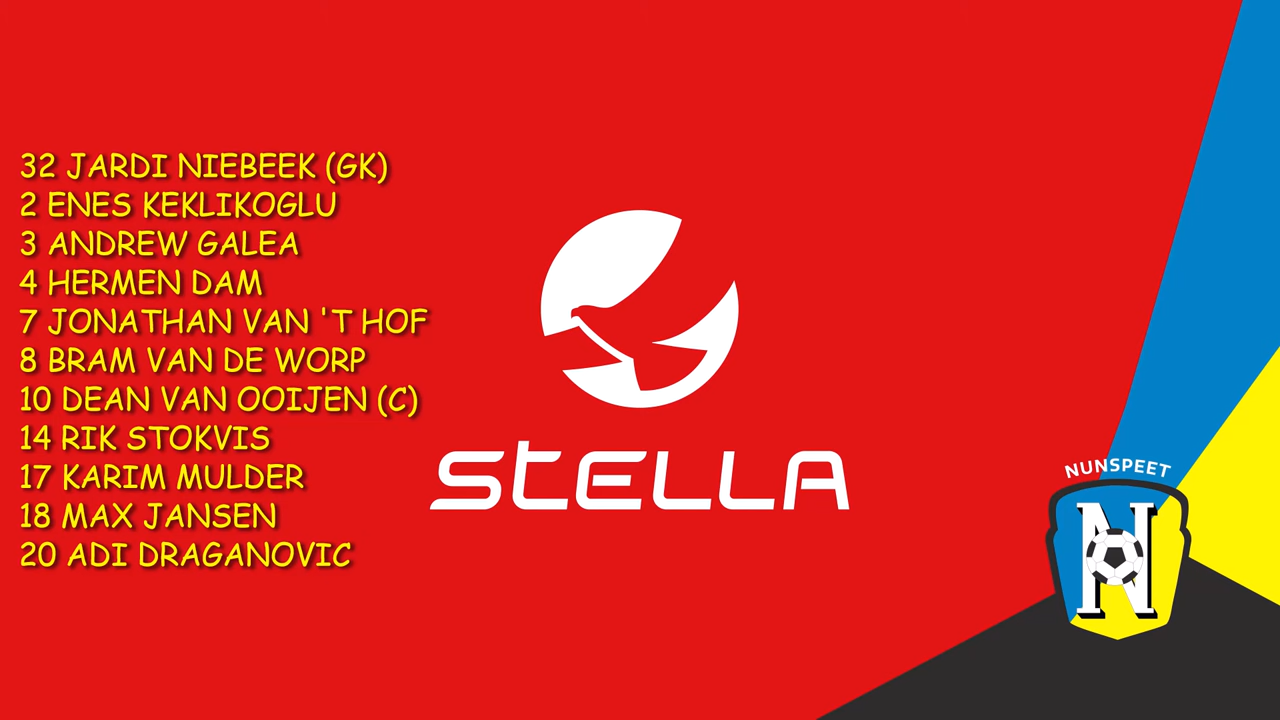 32 JARDI NIEBEEK (GK)
2 ENES KEKLIKOGLU
3 ANDREW GALEA
4 HERMEN DAM
7 JONATHAN VAN 'T HOF
8 BRAM VAN DE WORP
10 DEAN VAN OOIJEN (C)
14 RIK STOKVIS
17 KARIM MULDER
18 MAX JANSEN
20 ADI DRAGANOVIC
STELLA
NUNSPEET
N